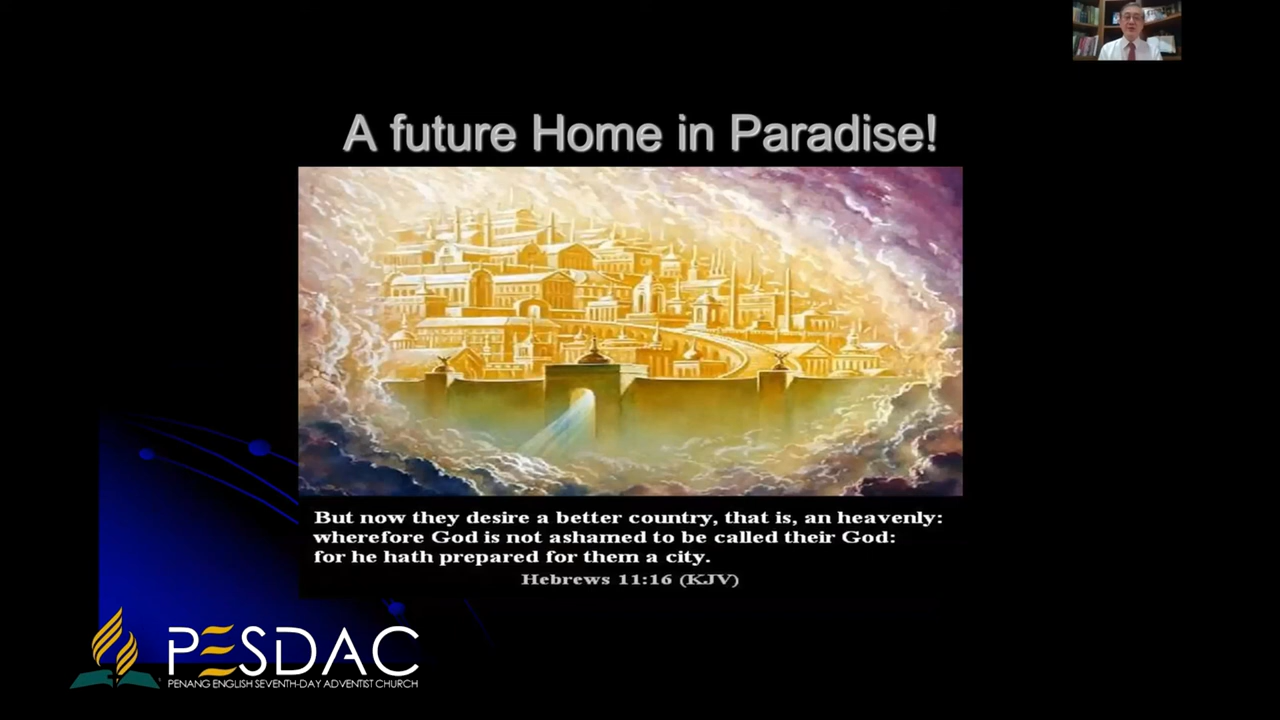 A future Home in Paradise!
But now they desire a better country, that is, an heavenly:
wherefore God is not ashamed to be called their God:
for he hath prepared for them a city.
Hebrews 11:16 (KJV)
PESDAC
PENANG ENGLISH SEVENTH-DAY ADVENTIST CHURCH